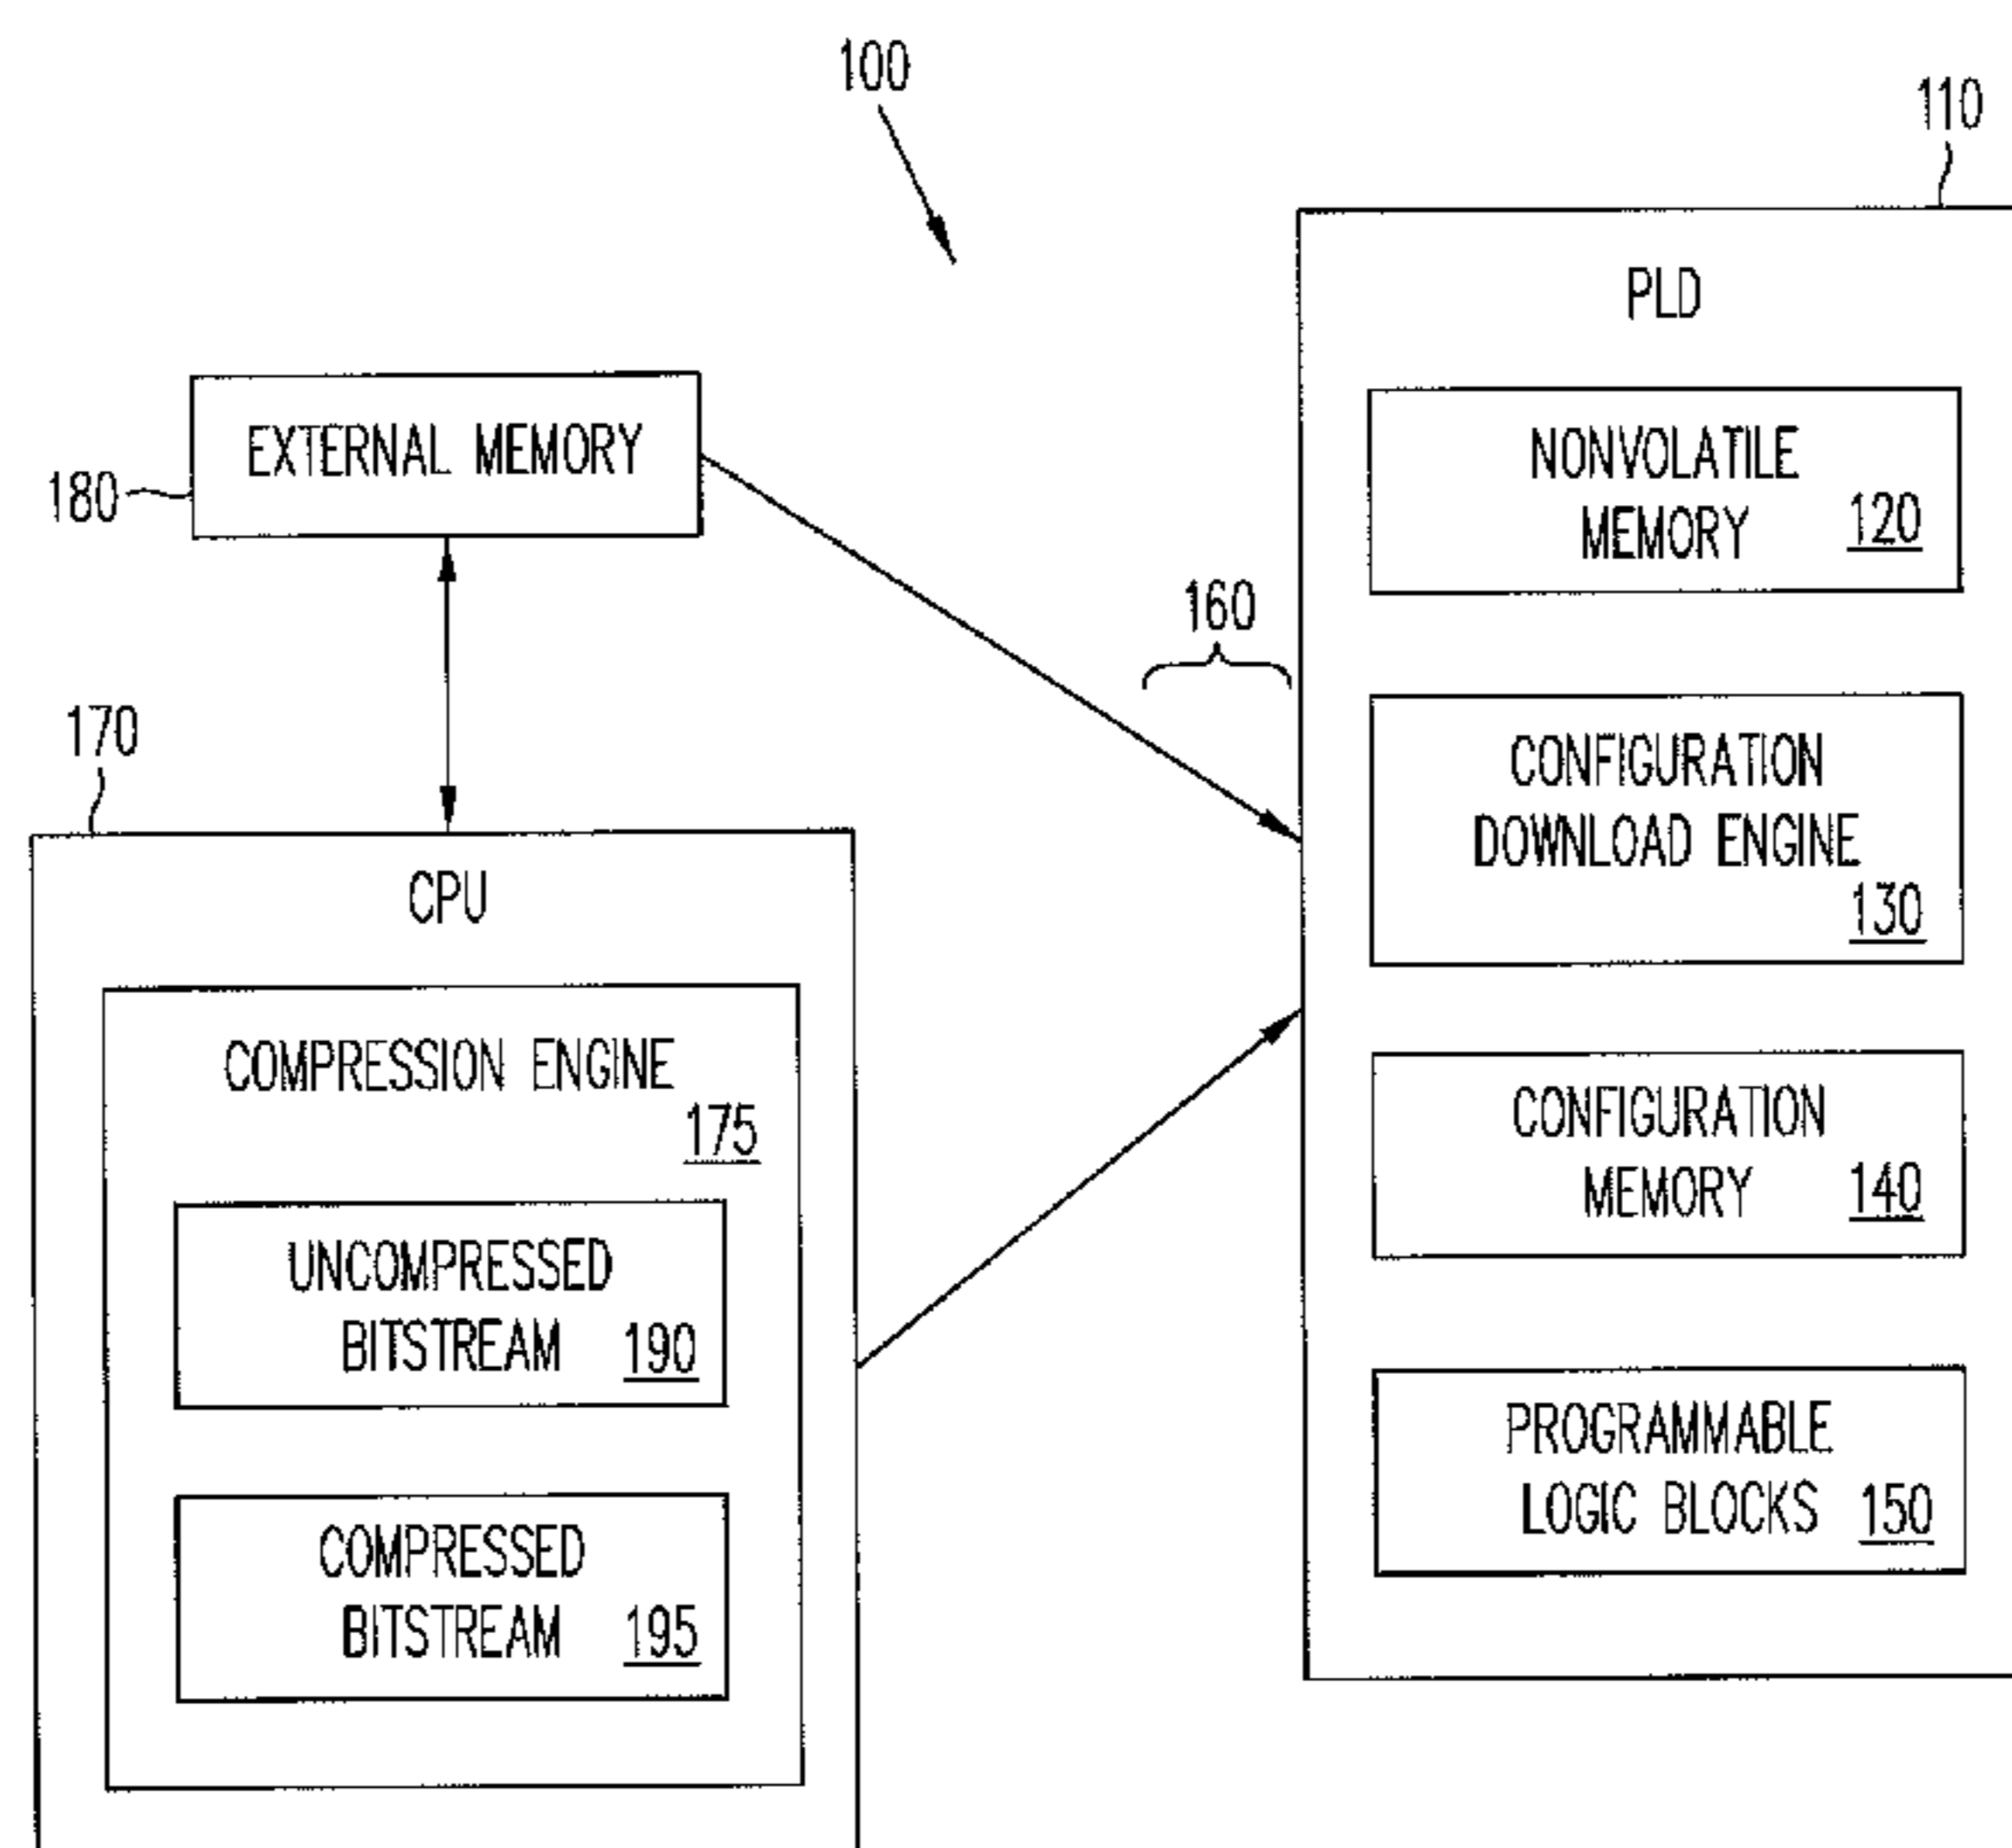 100
110
PLD
EXTERNAL MEMORY
180
NONVOLATILE
MEMORY 120
160
170
CONFIGURATION
DOWNLOAD ENGINE
130
CPU
COMPRESSION ENGINE
175
CONFIGURATION
MEMORY 140
UNCOMPRESSED
BITSTREAM 190
PROGRAMMABLE
LOGIC BLOCKS 150
COMPRESSED
BITSTREAM 195